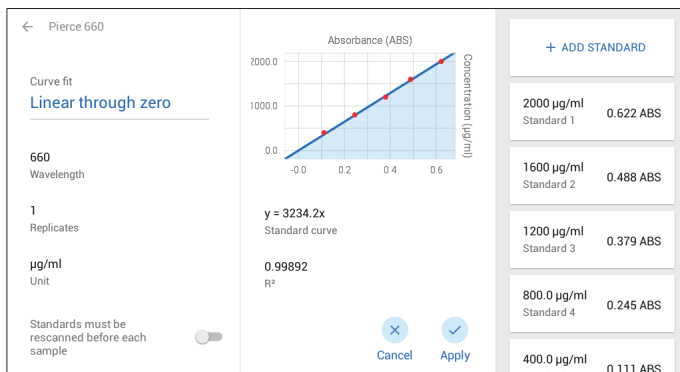 Pierce 660
Curve fit
Linear through zero
660
Wavelength
1
Replicates
µg/ml
Unit
Standards must be
rescanned before each
sample
Absorbance (ABS)
2000.0
1000.0
0.0
-0.0 0.2 0.4 0.6
Concentration (µg/ml)
y = 3234.2x
Standard curve
0.99892
R²
Cancel Apply
+ ADD STANDARD
2000 µg/ml
Standard 1
0.622 ABS
1600 µg/ml
Standard 2
0.488 ABS
1200 µg/ml
Standard 3
0.379 ABS
800.0 µg/ml
Standard 4
0.245 ABS
400.0 µg/ml
0.111 ABS